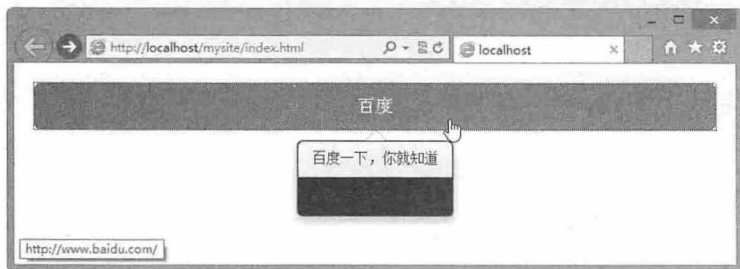 http://localhost/mysite/index.html
localhost
百度
百度一下，你就知道
http://www.baidu.com/